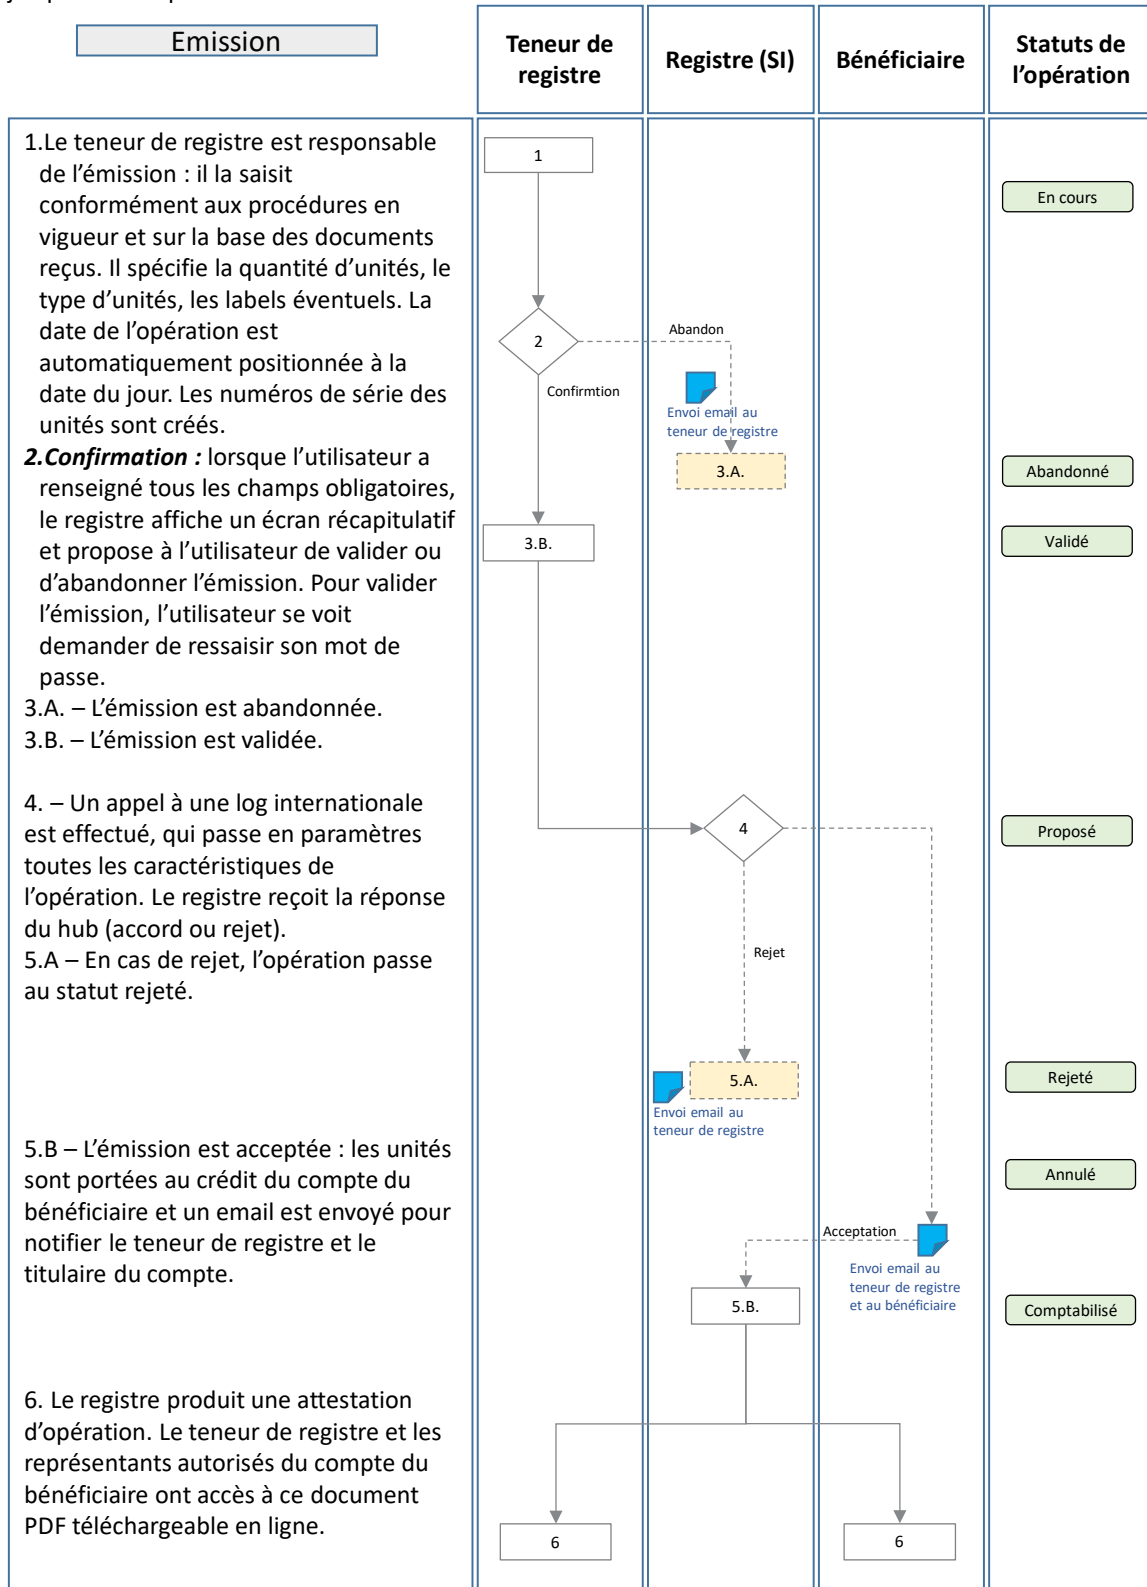 Emission
Teneur de
registre
Registre (SI)
Bénéficiaire
Statuts de
l'opération
1.Le teneur de registre est responsable
de l'émission : il la saisit
conformément aux procédures en
vigueur et sur la base des documents
reçus. Il spécifie la quantité d'unités, le
type d'unités, les labels éventuels. La
date de l'opération est
automatiquement positionnée à la
date du jour. Les numéros de série des
unités sont créés.
2.Confirmation : lorsque l'utilisateur a
renseigné tous les champs obligatoires,
le registre affiche un écran récapitulatif
et propose à l'utilisateur de valider ou
d'abandonner l'émission. Pour valider
l'émission, l'utilisateur se voit
demander de ressaisir son mot de
passe.
3.A. – L'émission est abandonnée.
3.B. – L'émission est validée.
4. – Un appel à une log internationale
est effectué, qui passe en paramètres
toutes les caractéristiques de
l'opération. Le registre reçoit la réponse
du hub (accord ou rejet).
5.A – En cas de rejet, l'opération passe
au statut rejeté.
5.B – L'émission est acceptée : les unités
sont portées au crédit du compte du
bénéficiaire et un email est envoyé pour
notifier le teneur de registre et le
titulaire du compte.
6. Le registre produit une attestation
d'opération. Le teneur de registre et les
représentants autorisés du compte du
bénéficiaire ont accès à ce document
PDF téléchargeable en ligne.
1
En cours
2
Abandon
Confirmtion
Envoi email au
teneur de registre
3.A.
Abandonné
3.B.
Validé
4
Proposé
Rejet
5.A.
Rejeté
Envoi email au
teneur de registre
Annulé
Acceptation
Envoi email au
teneur de registre
et au bénéficiaire
5.B.
Comptabilisé
6
6